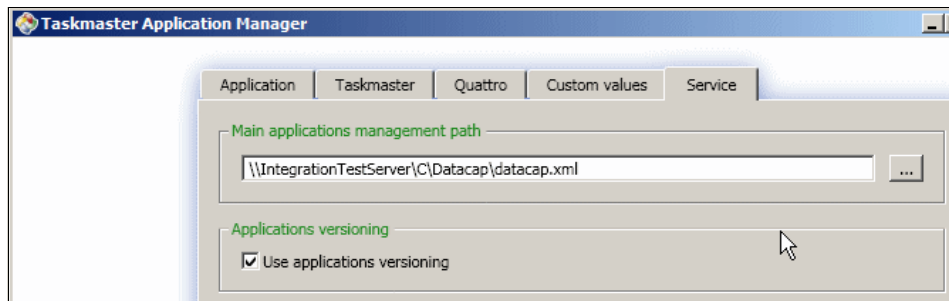 Taskmaster Application Manager
Application Taskmaster Quattro Custom values Service
Main applications management path
\\IntegrationTestServer\C\Datacap\datacap.xml ...
Applications versioning
Use applications versioning